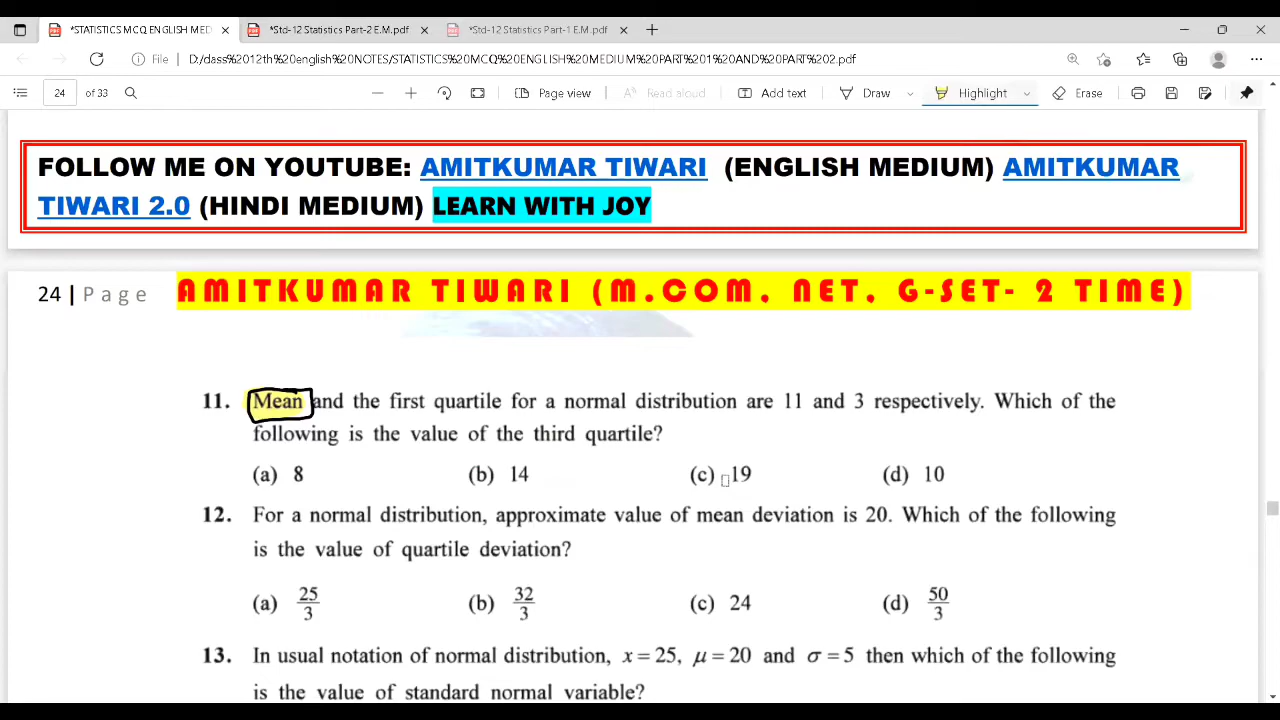 *STATISTICS MCQ ENGLISH MED
*Std-12 Statistics Part-2 E.M.pdf
*Std-12 Statistics Part-1 E.M.pdf
File D:/class%2012th%20english%20NOTES/STATISTICS%20MCQ%20ENGLISH%20MEDIUM%20PART%201%20AND%20PART%202.pdf
24 of 33 Page view Read aloud Add text Draw Highlight Erase
FOLLOW ME ON YOUTUBE: AMITKUMAR TIWARI (ENGLISH MEDIUM) AMITKUMAR
TIWARI 2.0 (HINDI MEDIUM) LEARN WITH JOY
24 | Page AMITKUMAR TIWARI (M.COM, NET, G-SET- 2 TIME)
11. Mean and the first quartile for a normal distribution are 11 and 3 respectively. Which of the
following is the value of the third quartile?
(a) 8 (b) 14 (c) 19 (d) 10
12. For a normal distribution, approximate value of mean deviation is 20. Which of the following
is the value of quartile deviation?
(a) 25/3 (b) 32/3 (c) 24 (d) 50/3
13. In usual notation of normal distribution, x = 25, μ = 20 and σ = 5 then which of the following
is the value of standard normal variable?